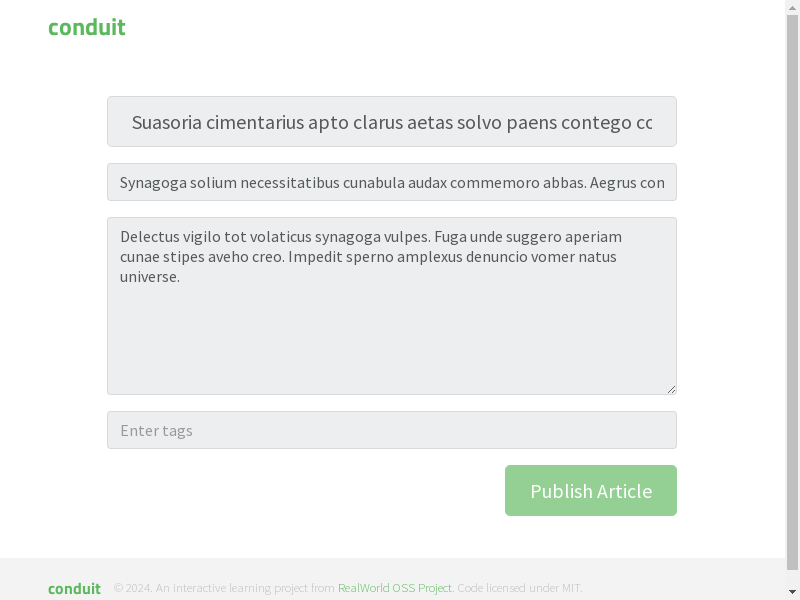 conduit
Suasoria cimentarius apto clarus aetas solvo paens contego cc
Synagoga solium necessitatibus cunabula audax commemoro abbas. Aegrus con
Delectus vigilo tot volaticus synagoga vulpes. Fuga unde suggero aperiam
cunae stipes aveho creo. Impedit sperno amplexus denuncio vomer natus
universe.
Enter tags
Publish Article
conduit © 2024. An interactive learning project from RealWorld OSS Project. Code licensed under MIT.